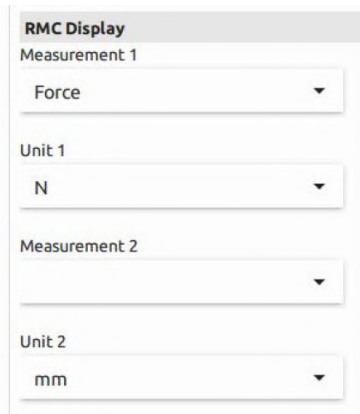 RMC Display
Measurement 1
Force
Unit 1
N
Measurement 2
Unit 2
mm